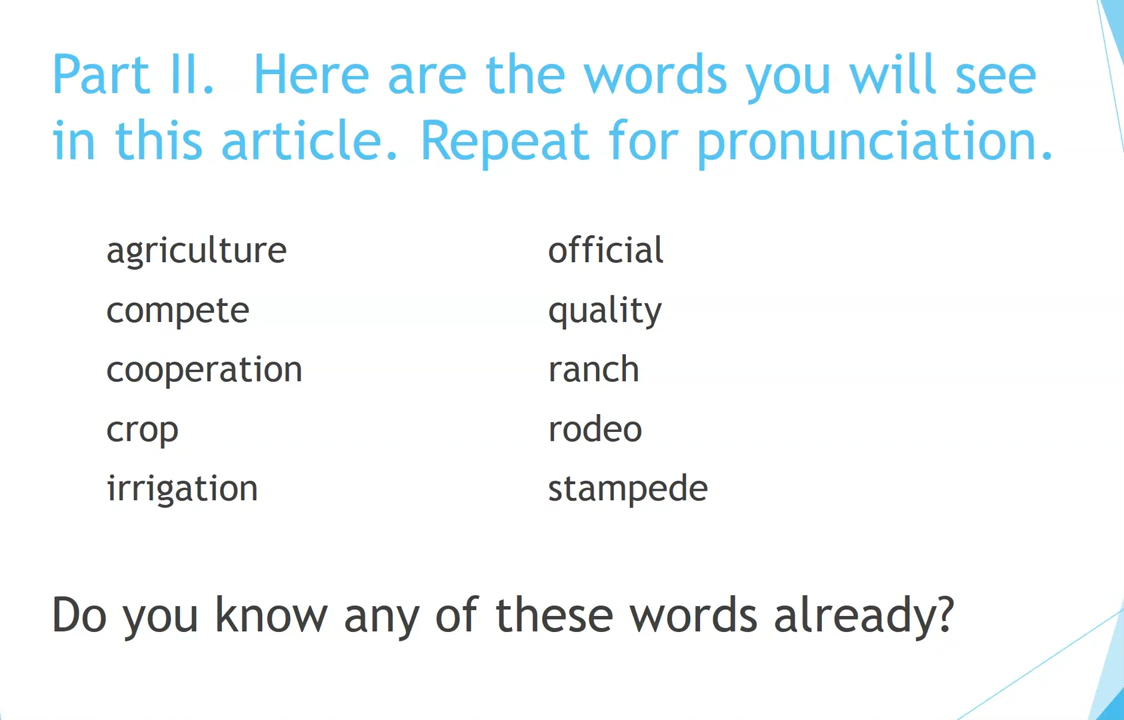 Part II.  Here are the words you will see
in this article. Repeat for pronunciation.
agriculture
compete
cooperation
crop
irrigation
official
quality
ranch
rodeo
stampede
Do you know any of these words already?